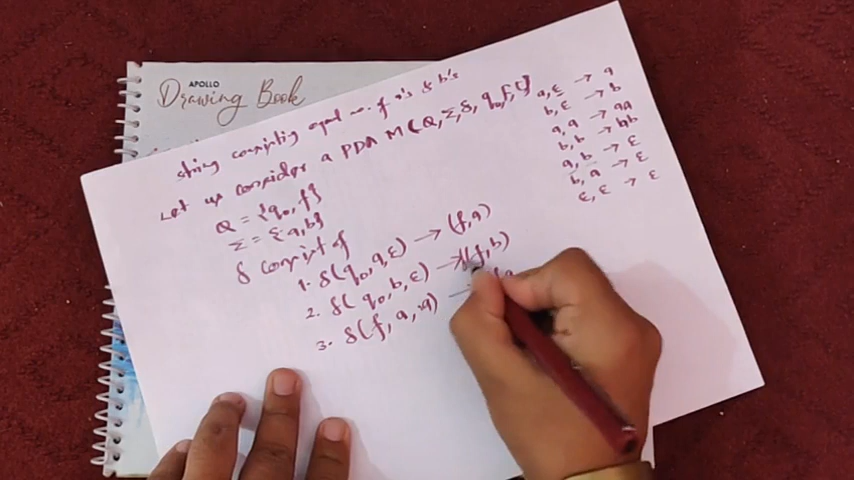 APOLLO
Drawing Book
string consisting equal no. of a's & b's
Let us consider a PDA M(Q, Σ, δ, q₀, f, Γ)
Q = {q₀, f}
Σ = {a, b}
δ consist of
1. δ(q₀, a, ε) → (f, a)
2. δ(q₀, b, ε) → (f, b)
3. δ(f, a, a)
a, ε → a
b, ε → b
a, a → aa
b, b → bb
a, b → ε
b, a → ε
ε, ε → ε